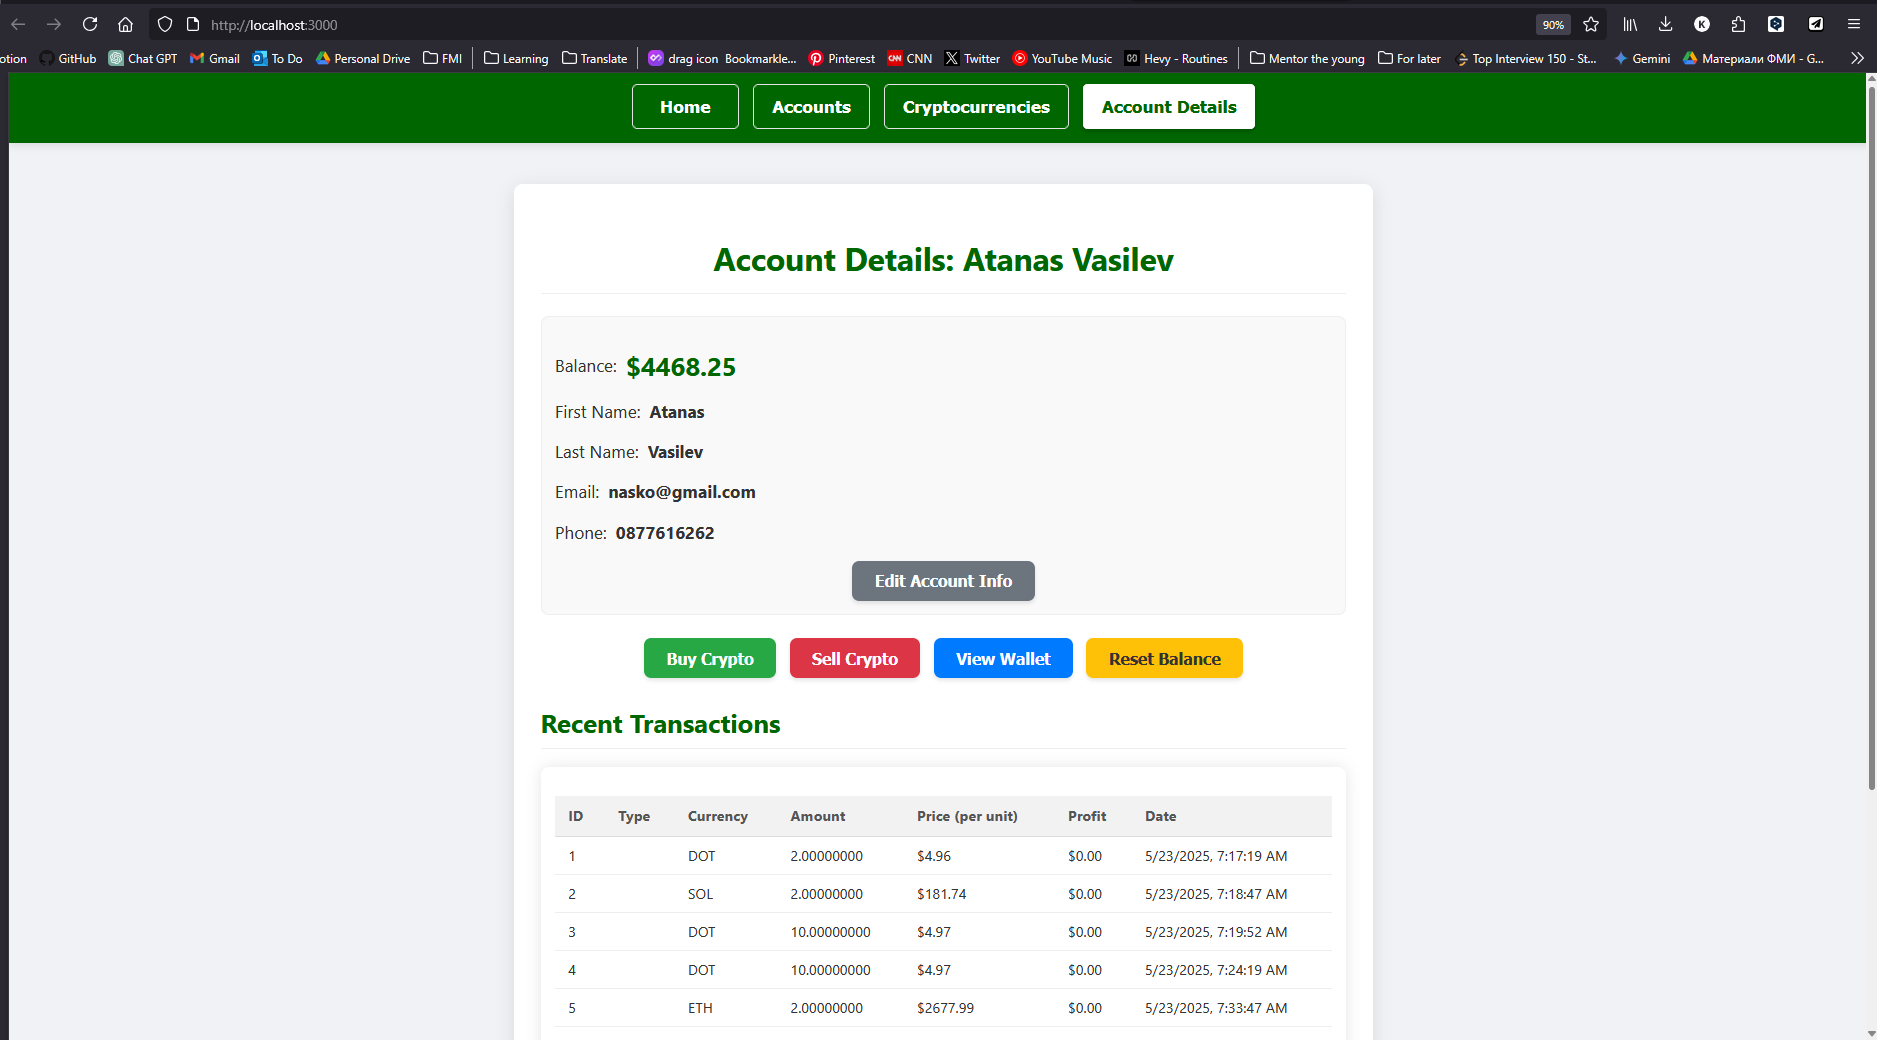 http://localhost:3000 90%
otion GitHub Chat GPT Gmail To Do Personal Drive FMI Learning Translate drag icon Bookmarkle... Pinterest CNN Twitter YouTube Music Hevy - Routines Mentor the young For later Top Interview 150 - St... Gemini Материали ФМИ - G...
Home Accounts Cryptocurrencies Account Details
Account Details: Atanas Vasilev
Balance: $4468.25
First Name: Atanas
Last Name: Vasilev
Email: nasko@gmail.com
Phone: 0877616262
Edit Account Info
Buy Crypto Sell Crypto View Wallet Reset Balance
Recent Transactions
ID Type Currency Amount Price (per unit) Profit Date
1 DOT 2.00000000 $4.96 $0.00 5/23/2025, 7:17:19 AM
2 SOL 2.00000000 $181.74 $0.00 5/23/2025, 7:18:47 AM
3 DOT 10.00000000 $4.97 $0.00 5/23/2025, 7:19:52 AM
4 DOT 10.00000000 $4.97 $0.00 5/23/2025, 7:24:19 AM
5 ETH 2.00000000 $2677.99 $0.00 5/23/2025, 7:33:47 AM